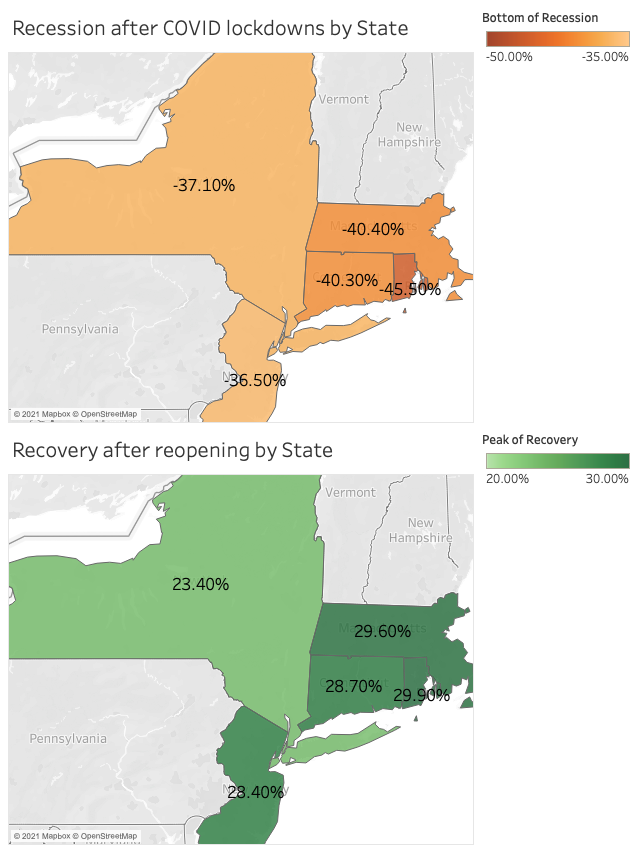 Recession after COVID lockdowns by State
Bottom of Recession
-50.00% -35.00%
Vermont
New
Hampshire
-37.10%
-40.40%
-40.30%
-45.50%
Pennsylvania
-36.50%
© 2021 Mapbox © OpenStreetMap
Recovery after reopening by State
Peak of Recovery
20.00% 30.00%
Vermont
New
Hampshire
23.40%
29.60%
28.70%
29.90%
Pennsylvania
28.40%
© 2021 Mapbox © OpenStreetMap